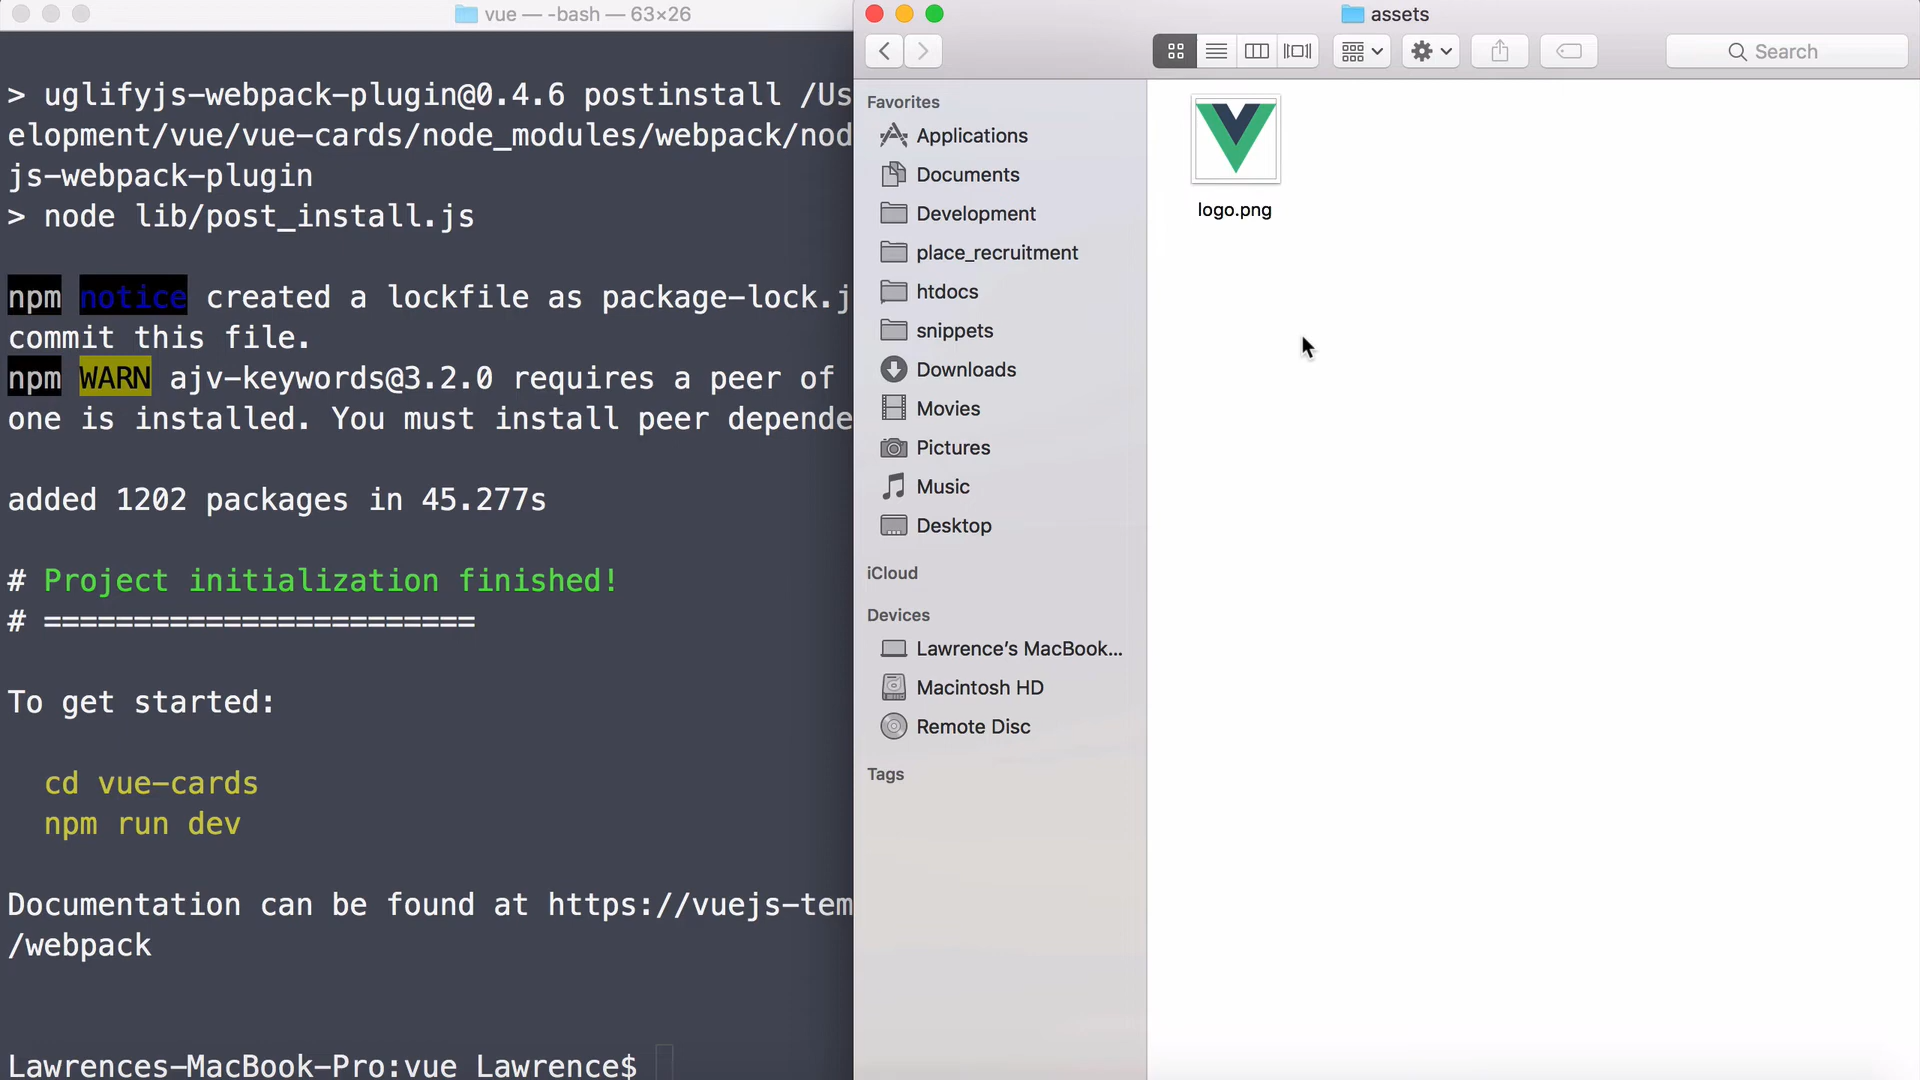 vue — -bash — 63×26
> uglifyjs-webpack-plugin@0.4.6 postinstall /Us
elopment/vue/vue-cards/node_modules/webpack/nod
js-webpack-plugin
> node lib/post_install.js
npm notice created a lockfile as package-lock.j
commit this file.
npm WARN ajv-keywords@3.2.0 requires a peer of
one is installed. You must install peer depende
added 1202 packages in 45.277s
# Project initialization finished!
# ========================
To get started:
cd vue-cards
npm run dev
Documentation can be found at https://vuejs-tem
/webpack
Lawrences-MacBook-Pro:vue Lawrence$
assets
Search
Favorites
Applications
Documents
Development
place_recruitment
htdocs
snippets
Downloads
Movies
Pictures
Music
Desktop
iCloud
Devices
Lawrence’s MacBook...
Macintosh HD
Remote Disc
Tags
logo.png